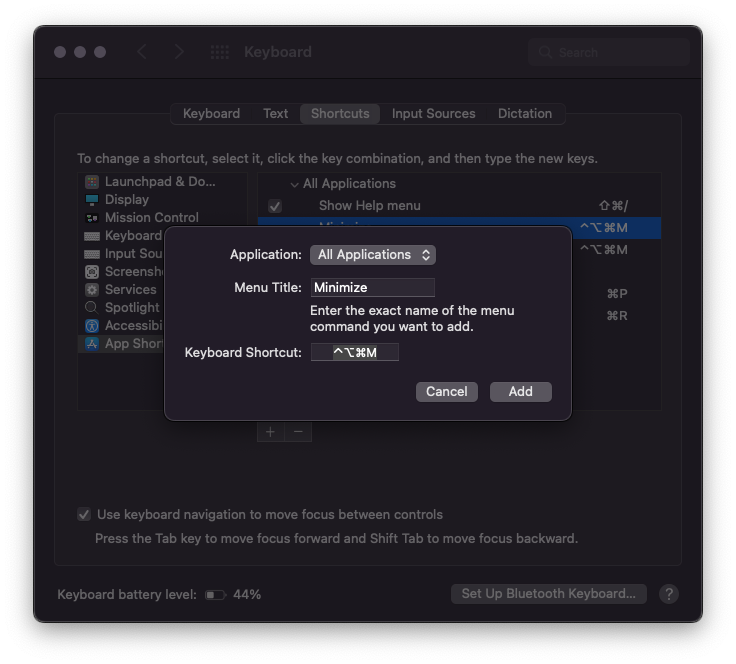 Keyboard
Search
Keyboard Text Shortcuts Input Sources Dictation
To change a shortcut, select it, click the key combination, and then type the new keys.
Launchpad & Do...
Display
Mission Control
Keyboard
Input Sou
Screensh
Services
Spotlight
Accessibi
App Shor
All Applications
Show Help menu ⇧⌘/
Minimize ^⌥⌘M
^⌥⌘M
⌘P
⌘R
Application: All Applications
Menu Title: Minimize
Enter the exact name of the menu
command you want to add.
Keyboard Shortcut: ^⌥⌘M
Cancel Add
+ −
Use keyboard navigation to move focus between controls
Press the Tab key to move focus forward and Shift Tab to move focus backward.
Keyboard battery level: 44%
Set Up Bluetooth Keyboard... ?